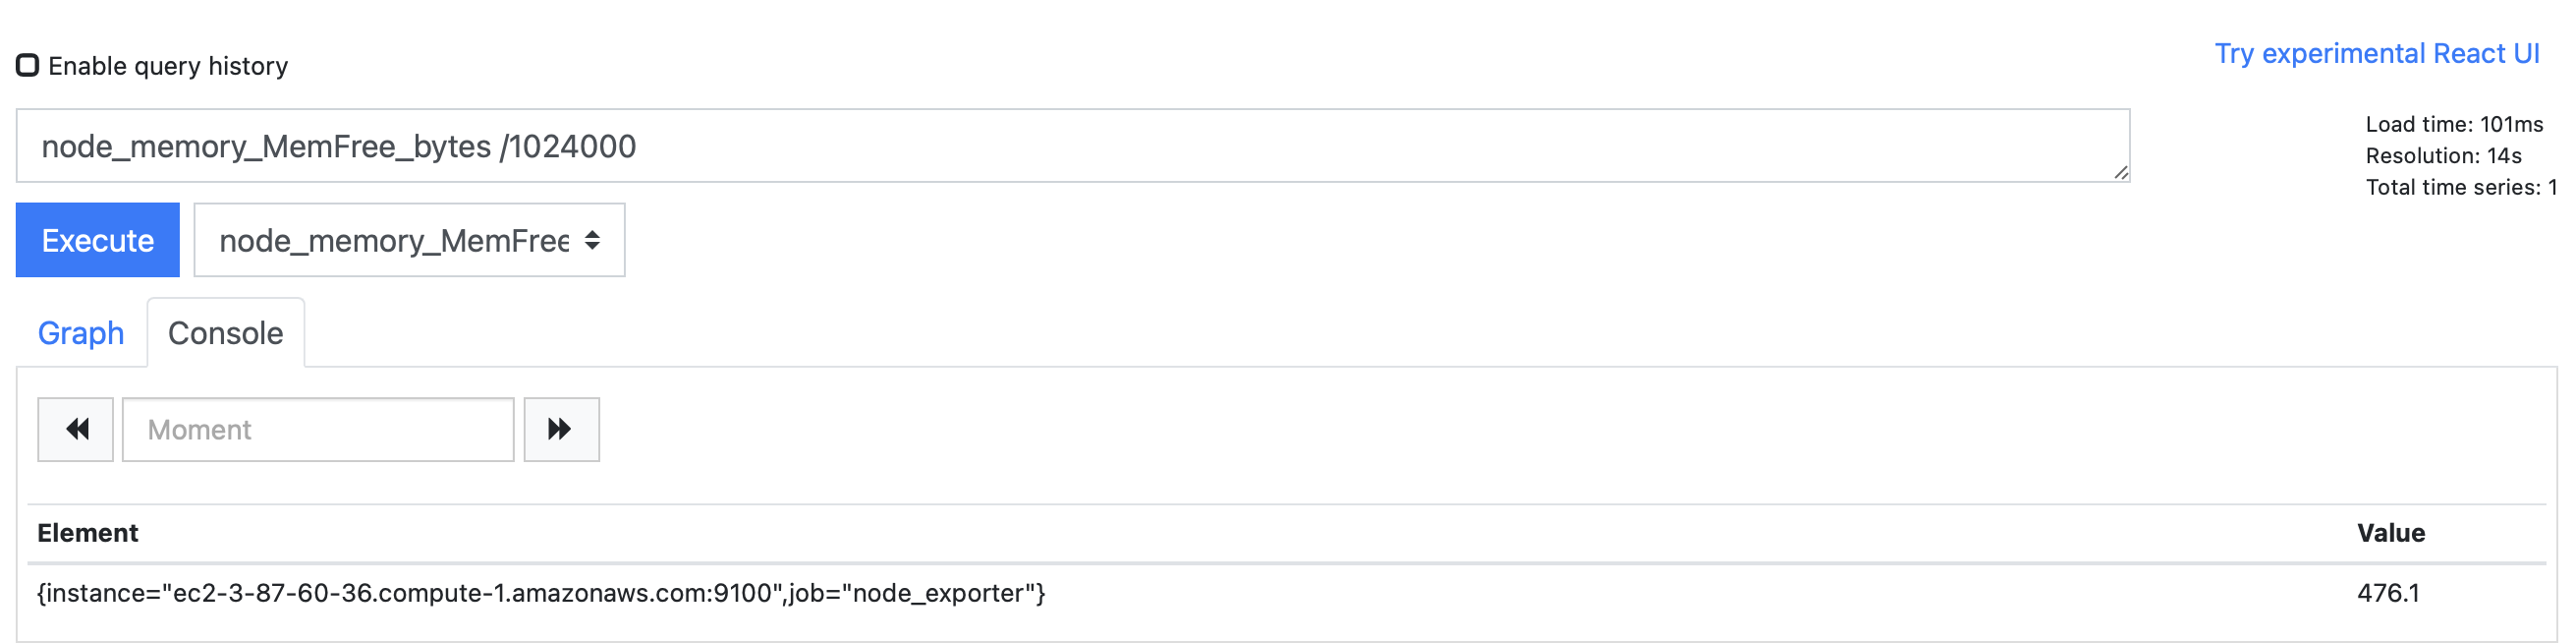 Enable query history
Try experimental React UI
node_memory_MemFree_bytes /1024000
Load time: 101ms
Resolution: 14s
Total time series: 1
Execute
node_memory_MemFree
Graph
Console
Moment
Element
Value
{instance="ec2-3-87-60-36.compute-1.amazonaws.com:9100",job="node_exporter"}
476.1